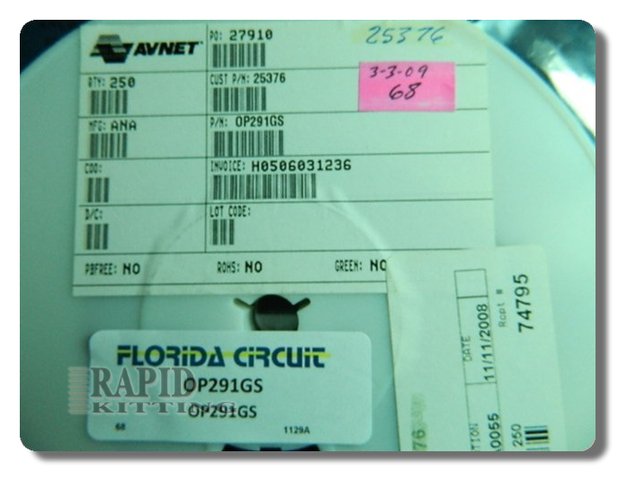 AVNET
PO: 27910
25376
QTY: 250
CUST P/N: 25376
3-3-09
68
MFG: ANA
P/N: OP291GS
COO:
INVOICE: H0506031236
D/C:
LOT CODE:
PBFREE: NO
ROHS: NO
GREEN: NO
FLORIDA CIRCUIT
OP291GS
OP291GS
68
1129A
RAPID
KITTING
DATE
11/11/2008
Rcpt #
74795
250